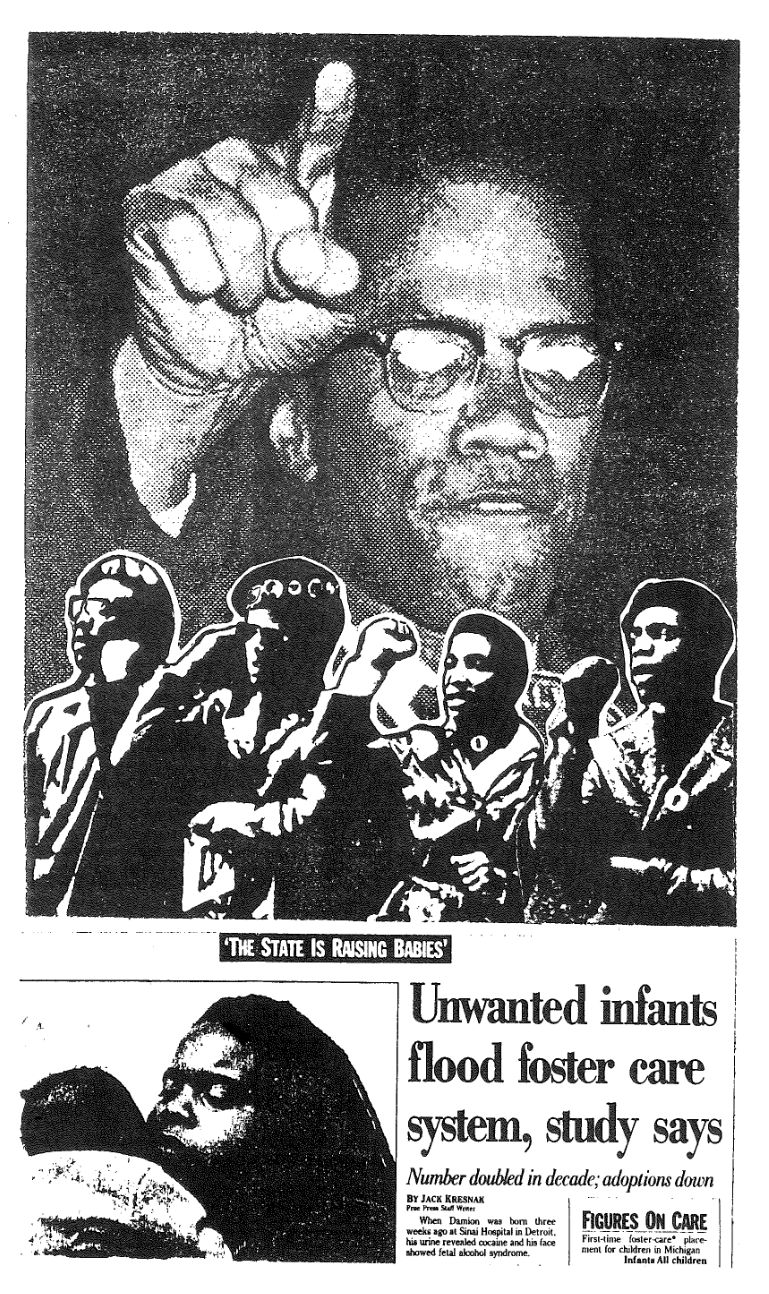 'THE STATE IS RAISING BABIES'
Unwanted infants
flood foster care
system, study says
Number doubled in decade; adoptions down
BY JACK KRESNAK
Free Press Staff Writer
When Damion was born three
weeks ago at Sinai Hospital in Detroit,
his urine revealed cocaine and his face
showed fetal alcohol syndrome.
FIGURES ON CARE
First-time foster-care* place-
ment for children in Michigan
Infants All children